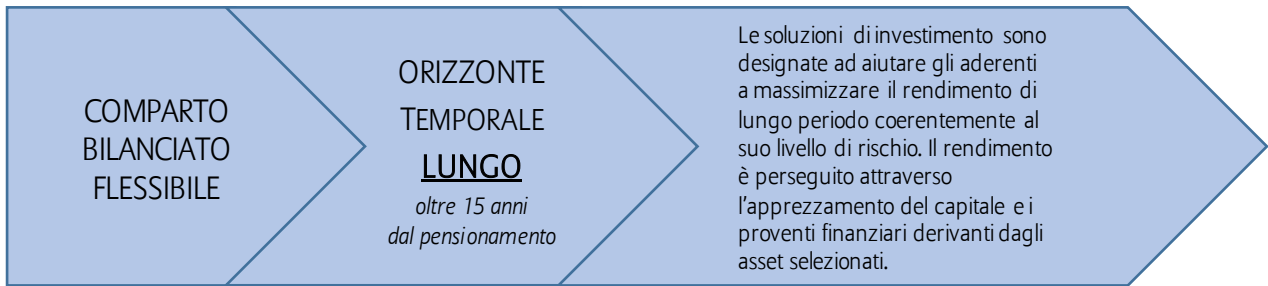 COMPARTO
BILANCIATO
FLESSIBILE
ORIZZONTE
TEMPORALE
LUNGO
oltre 15 anni
dal pensionamento
Le soluzioni di investimento sono
designate ad aiutare gli aderenti
a massimizzare il rendimento di
lungo periodo coerentemente al
suo livello di rischio. Il rendimento
è perseguito attraverso
l'apprezzamento del capitale e i
proventi finanziari derivanti dagli
asset selezionati.